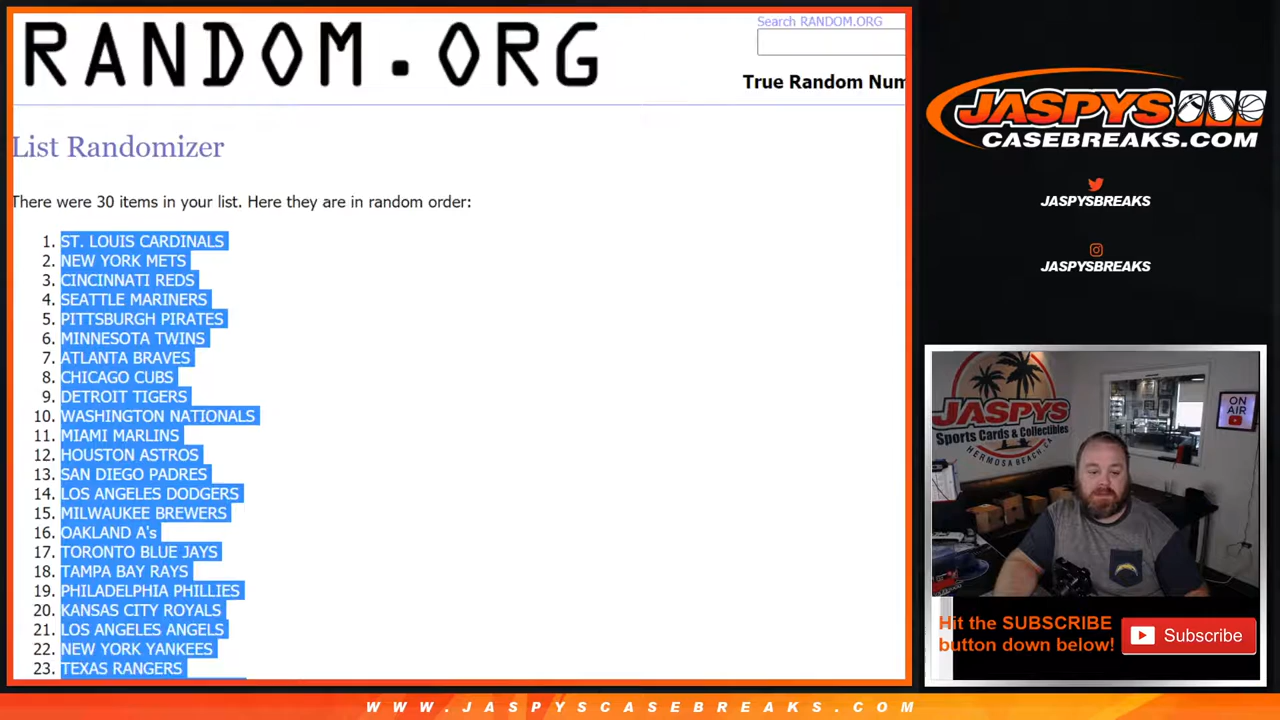 RANDOM.ORG
Search RANDOM.ORG
True Random Num
List Randomizer
There were 30 items in your list. Here they are in random order:
1. ST. LOUIS CARDINALS
2. NEW YORK METS
3. CINCINNATI REDS
4. SEATTLE MARINERS
5. PITTSBURGH PIRATES
6. MINNESOTA TWINS
7. ATLANTA BRAVES
8. CHICAGO CUBS
9. DETROIT TIGERS
10. WASHINGTON NATIONALS
11. MIAMI MARLINS
12. HOUSTON ASTROS
13. SAN DIEGO PADRES
14. LOS ANGELES DODGERS
15. MILWAUKEE BREWERS
16. OAKLAND A's
17. TORONTO BLUE JAYS
18. TAMPA BAY RAYS
19. PHILADELPHIA PHILLIES
20. KANSAS CITY ROYALS
21. LOS ANGELES ANGELS
22. NEW YORK YANKEES
23. TEXAS RANGERS
JASPYS
CASEBREAKS.COM
JASPYSBREAKS
JASPYSBREAKS
JASPYS
Sports Cards & Collectibles
HERMOSA BEACH, CA
ON
AIR
Hit the SUBSCRIBE
button down below!
Subscribe
WWW.JASPYSCASEBREAKS.COM